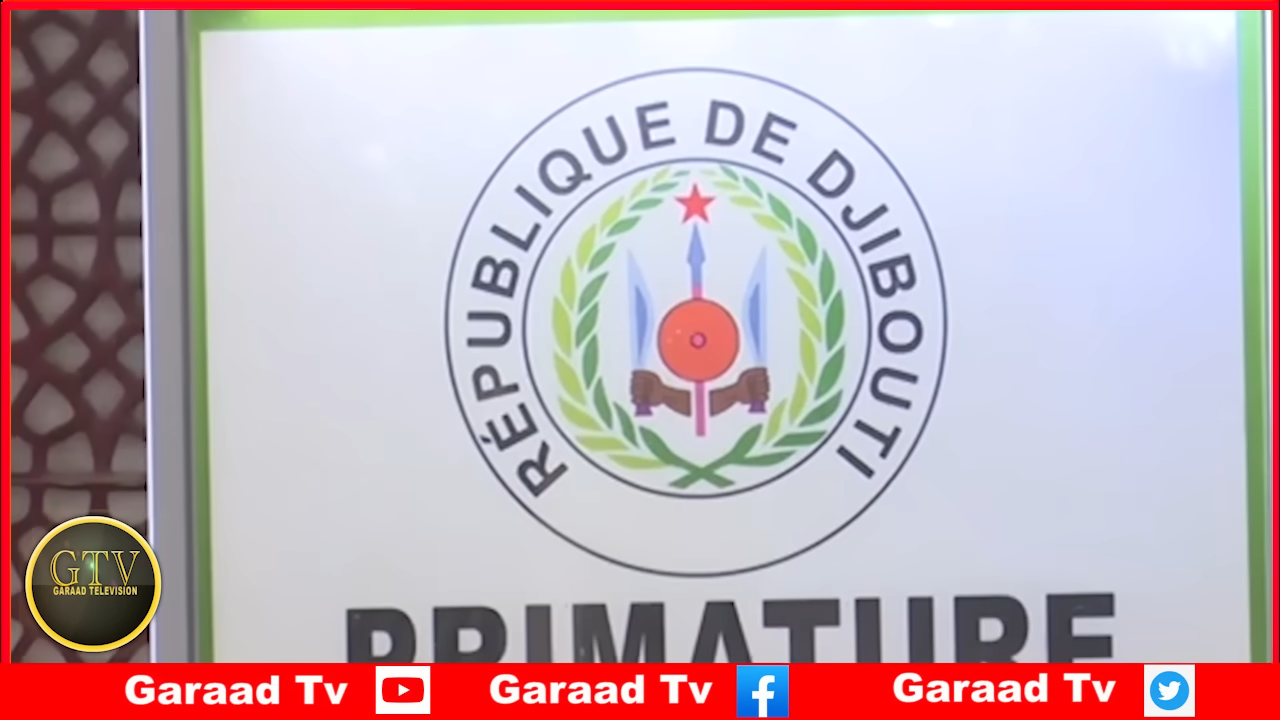 RÉPUBLIQUE DE DJIBOUTI
PRIMATURE
GTV
GARAAD TELEVISION
Garaad Tv
Garaad Tv
Garaad Tv